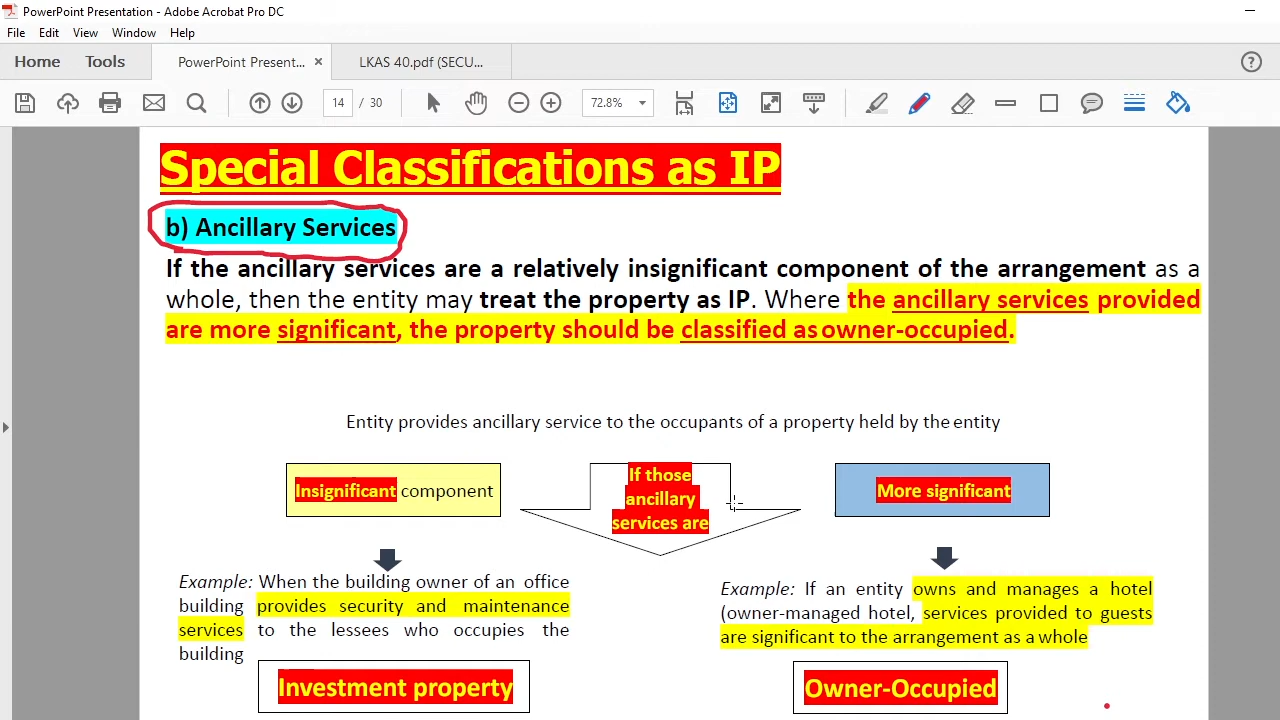 PowerPoint Presentation - Adobe Acrobat Pro DC
File Edit View Window Help
Home Tools PowerPoint Present... × LKAS 40.pdf (SECU...
14 / 30 72.8%
Special Classifications as IP
b) Ancillary Services
If the ancillary services are a relatively insignificant component of the arrangement as a
whole, then the entity may treat the property as IP. Where the ancillary services provided
are more significant, the property should be classified as owner-occupied.
Entity provides ancillary service to the occupants of a property held by the entity
Insignificant component
If those
ancillary
services are
More significant
Example: When the building owner of an office
building provides security and maintenance
services to the lessees who occupies the
building
Investment property
Example: If an entity owns and manages a hotel
(owner-managed hotel, services provided to guests
are significant to the arrangement as a whole
Owner-Occupied